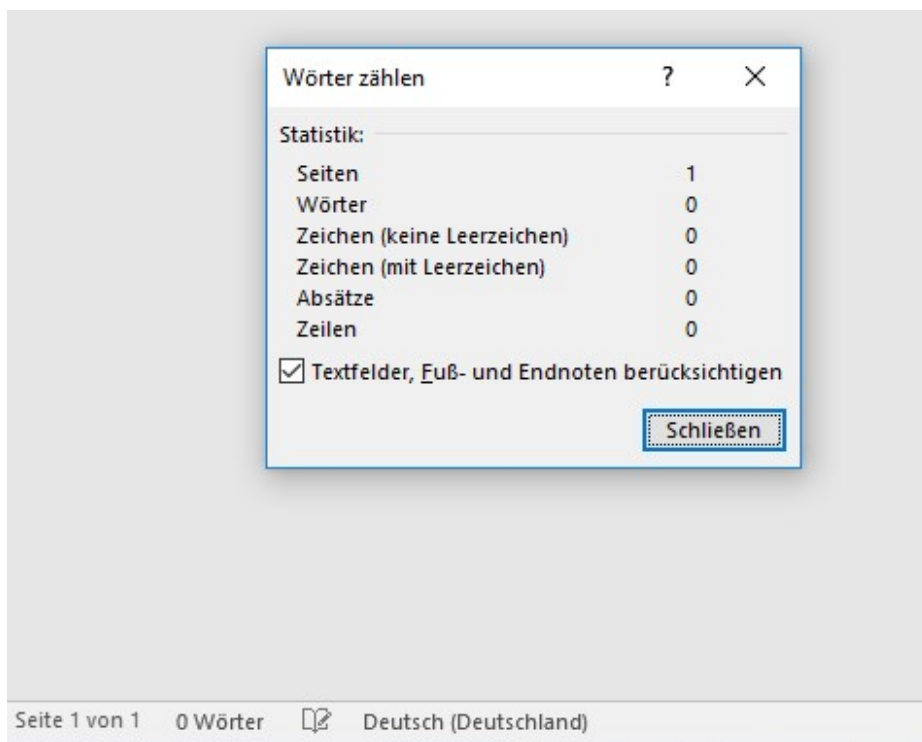 Wörter zählen ?
Statistik:
Seiten 1
Wörter 0
Zeichen (keine Leerzeichen) 0
Zeichen (mit Leerzeichen) 0
Absätze 0
Zeilen 0
Textfelder, Fuß- und Endnoten berücksichtigen
Schließen
Seite 1 von 1 0 Wörter Deutsch (Deutschland)